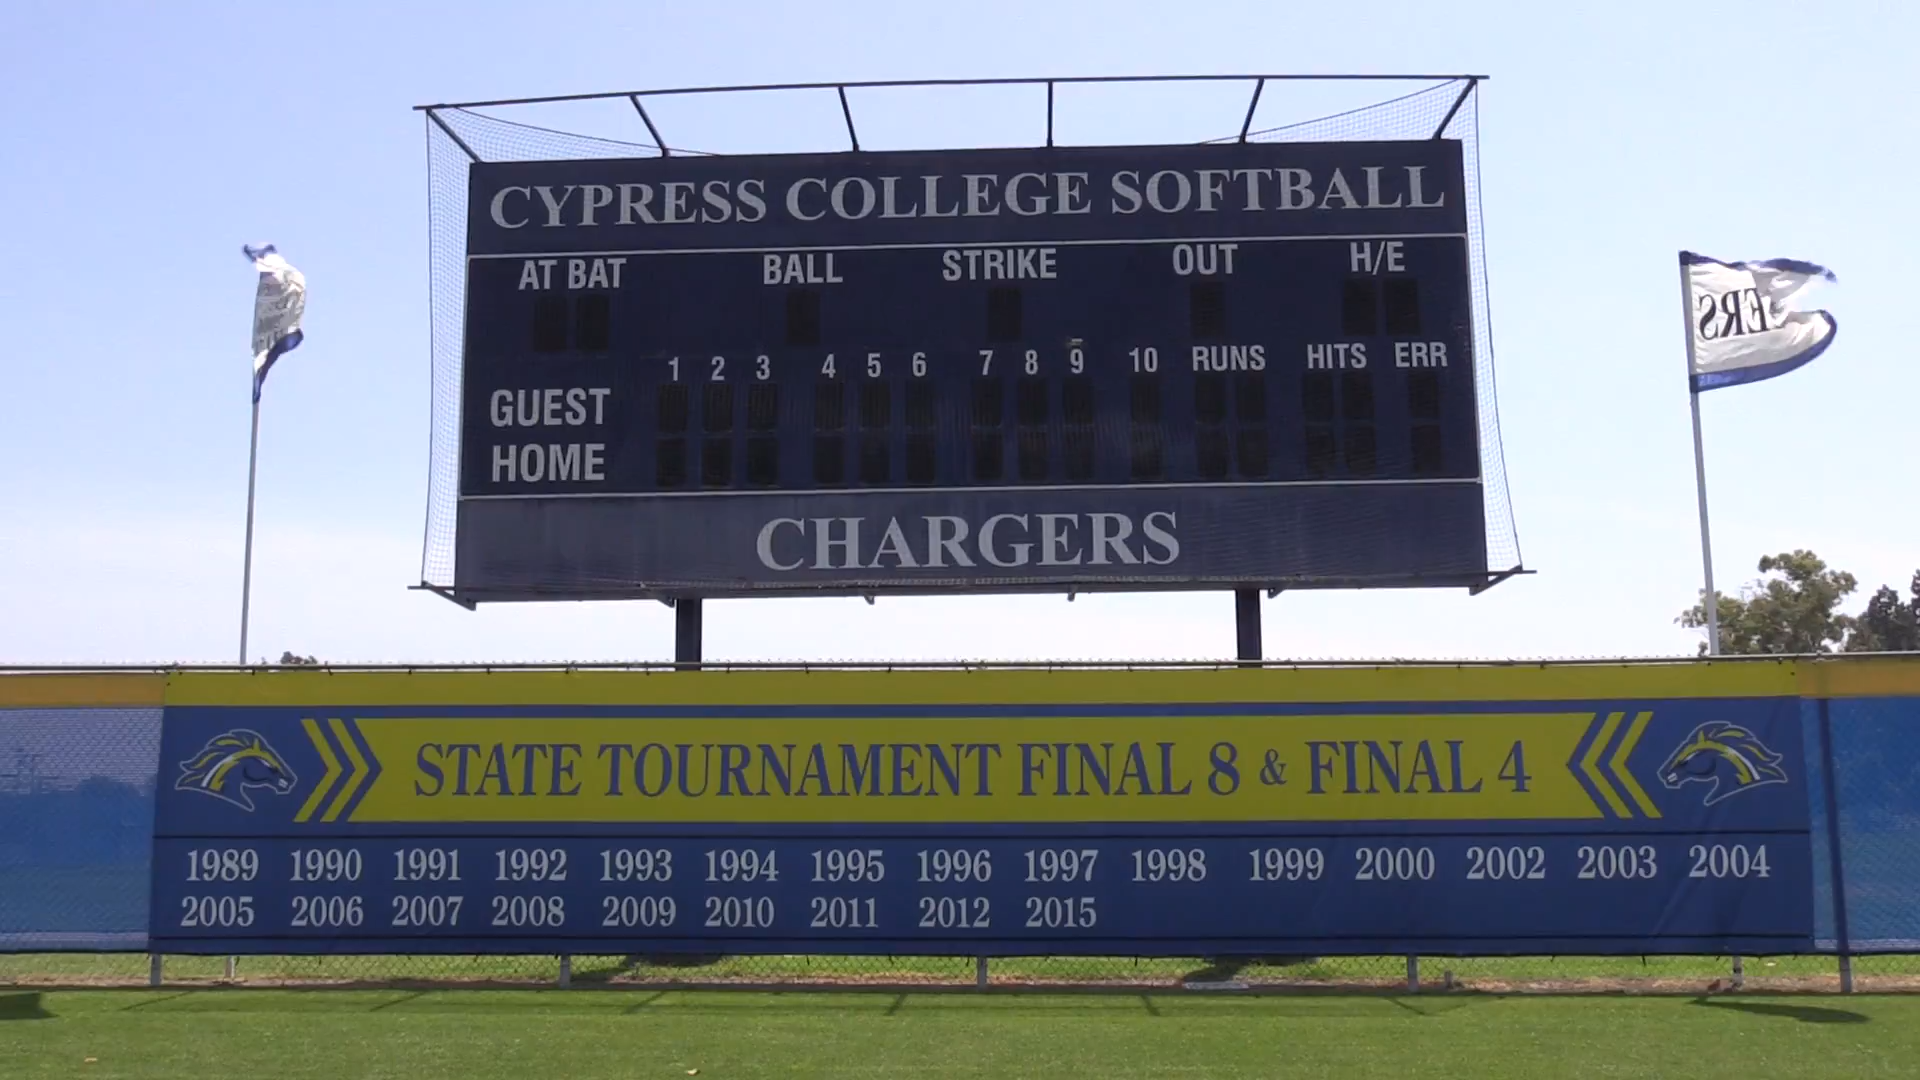 CYPRESS COLLEGE SOFTBALL
AT BAT BALL STRIKE OUT H/E
1 2 3 4 5 6 7 8 9 10 RUNS HITS ERR
GUEST
HOME
CHARGERS
STATE TOURNAMENT FINAL 8 & FINAL 4
1989 1990 1991 1992 1993 1994 1995 1996 1997 1998 1999 2000 2002 2003 2004
2005 2006 2007 2008 2009 2010 2011 2012 2015